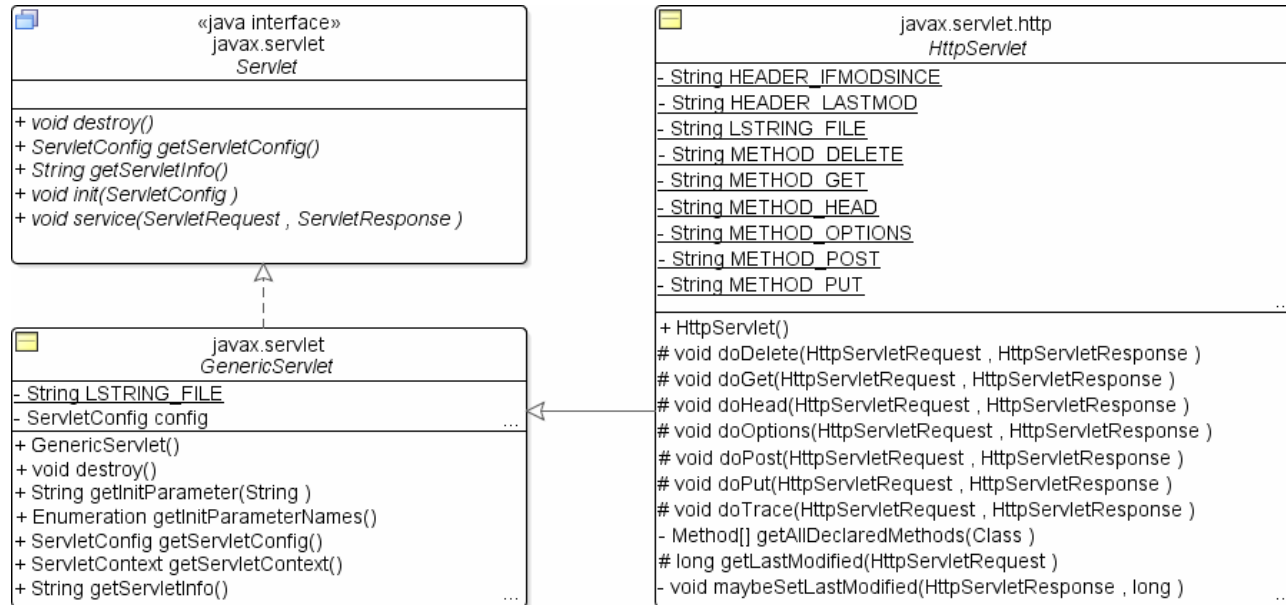 «java interface»
javax.servlet
Servlet
+ void destroy()
+ ServletConfig getServletConfig()
+ String getServletInfo()
+ void init(ServletConfig )
+ void service(ServletRequest , ServletResponse )
javax.servlet
GenericServlet
- String LSTRING_FILE
- ServletConfig config
...
+ GenericServlet()
+ void destroy()
+ String getInitParameter(String )
+ Enumeration getInitParameterNames()
+ ServletConfig getServletConfig()
+ ServletContext getServletContext()
+ String getServletInfo()
...
javax.servlet.http
HttpServlet
- String HEADER_IFMODSINCE
- String HEADER_LASTMOD
- String LSTRING_FILE
- String METHOD_DELETE
- String METHOD_GET
- String METHOD_HEAD
- String METHOD_OPTIONS
- String METHOD_POST
- String METHOD_PUT
...
+ HttpServlet()
# void doDelete(HttpServletRequest , HttpServletResponse )
# void doGet(HttpServletRequest , HttpServletResponse )
# void doHead(HttpServletRequest , HttpServletResponse )
# void doOptions(HttpServletRequest , HttpServletResponse )
# void doPost(HttpServletRequest , HttpServletResponse )
# void doPut(HttpServletRequest , HttpServletResponse )
# void doTrace(HttpServletRequest , HttpServletResponse )
- Method[] getAllDeclaredMethods(Class )
# long getLastModified(HttpServletRequest )
- void maybeSetLastModified(HttpServletResponse , long )
...